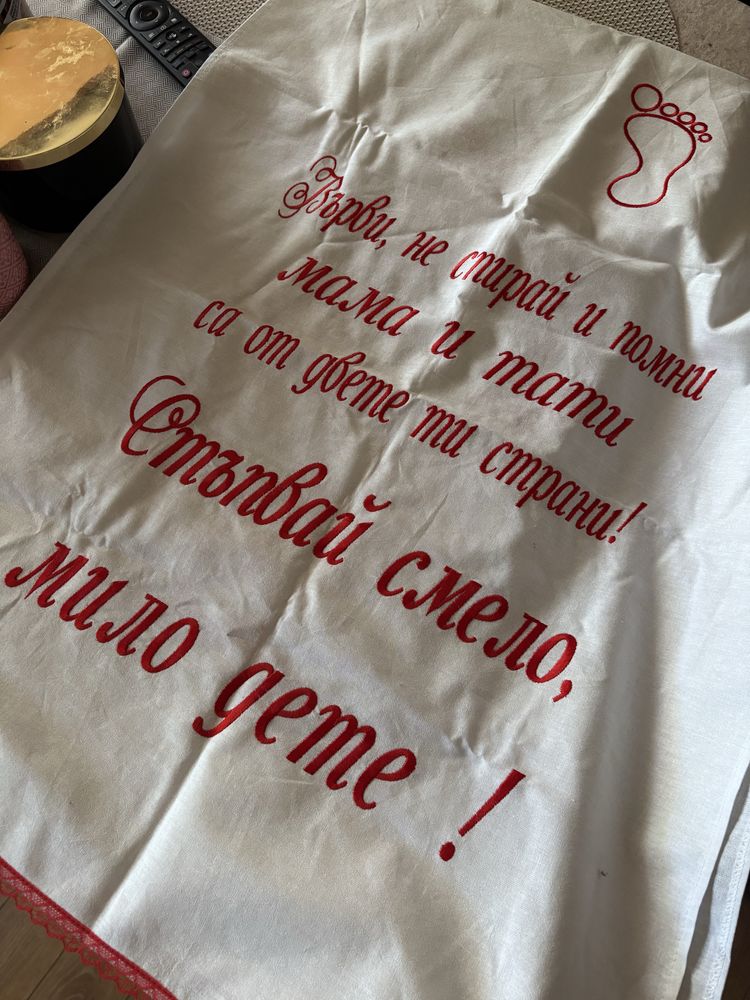 Върви, не спирай и помни
мама и тати
са от двете ти страни!
Стъпвай смело,
мило дете !